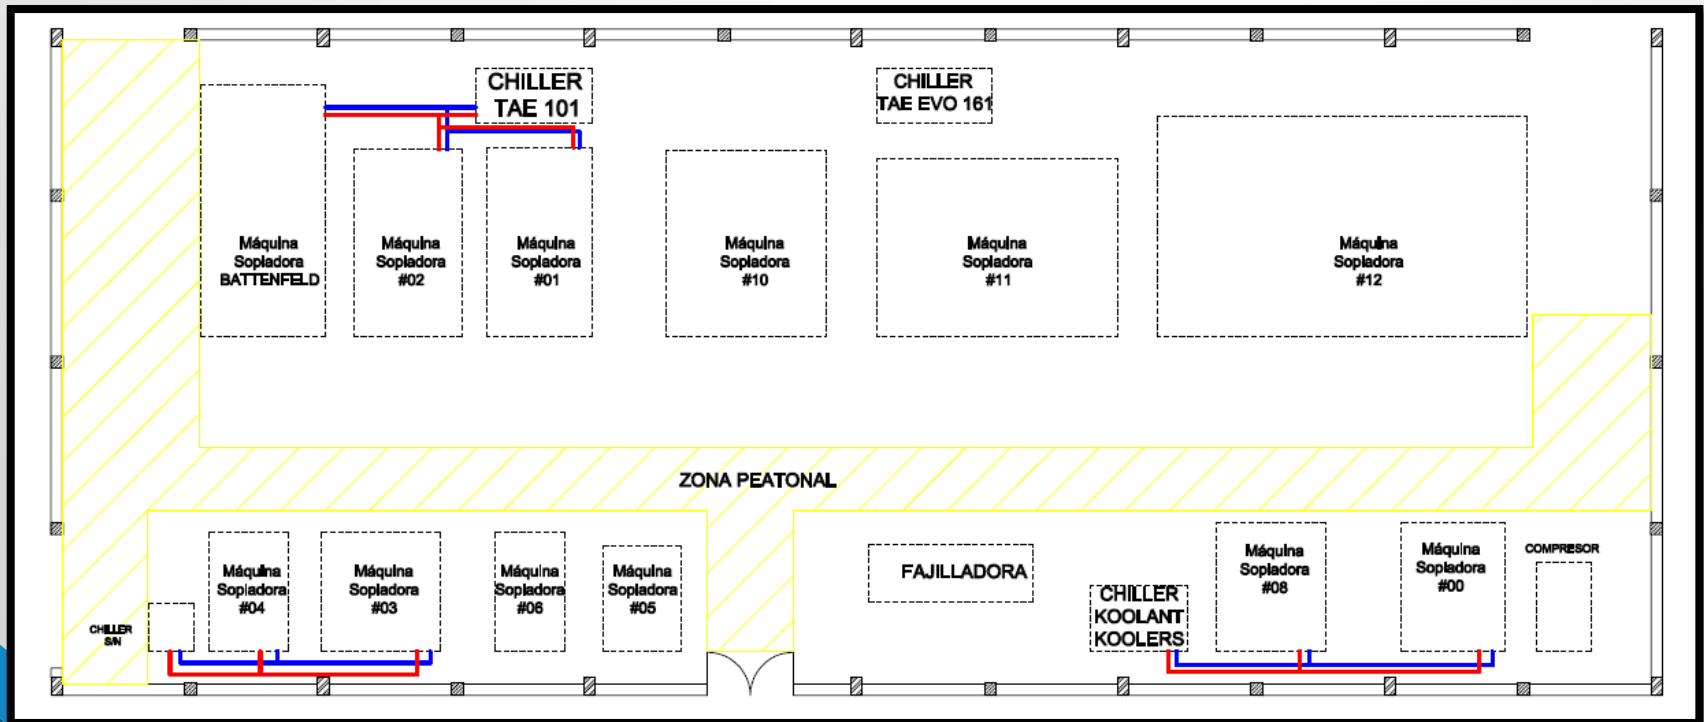 CHILLER
TAE 101
CHILLER
TAE EVO 161
Máquina
Sopladora
BATTENFELD
Máquina
Sopladora
#02
Máquina
Sopladora
#01
Máquina
Sopladora
#10
Máquina
Sopladora
#11
Máquina
Sopladora
#12
ZONA PEATONAL
CHILLER
S/N
Máquina
Sopladora
#04
Máquina
Sopladora
#03
Máquina
Sopladora
#06
Máquina
Sopladora
#05
FAJILLADORA
CHILLER
KOOLANT
KOOLERS
Máquina
Sopladora
#08
Máquina
Sopladora
#00
COMPRESOR